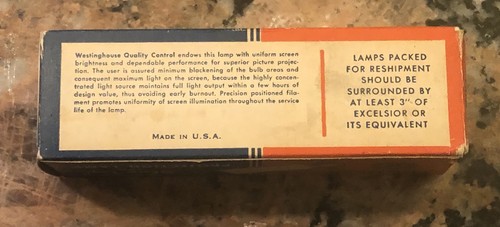 Westinghouse Quality Control endows this lamp with uniform screen
brightness and dependable performance for superior picture projec-
tion. The user is assured minimum blackening of the bulb areas and
consequent maximum light on the screen, because the highly concen-
trated light source maintains full light output within a few hours of
design value, thus avoiding early burnout. Precision positioned fila-
ment promotes uniformity of screen illumination throughout the service
life of the lamp.
MADE IN U.S.A.
LAMPS PACKED
FOR RESHIPMENT
SHOULD BE
SURROUNDED BY
AT LEAST 3" OF
EXCELSIOR OR
ITS EQUIVALENT